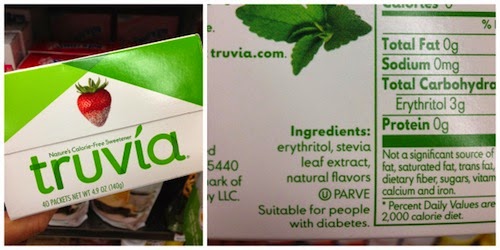 Nature's Calorie-Free Sweetener
truvía
40 PACKETS NET WT 4.9 OZ (140g)
truvia.com.
Ingredients:
erythritol, stevia
leaf extract,
natural flavors
Ⓤ PARVE
Suitable for people
with diabetes.
d
5440
ark of
y LLC.
Calories 0
%
Total Fat 0g
Sodium 0mg
Total Carbohydra
Erythritol 3g
Protein 0g
Not a significant source of
fat, saturated fat, trans fat,
dietary fiber, sugars, vitam
calcium and iron.
* Percent Daily Values are
2,000 calorie diet.